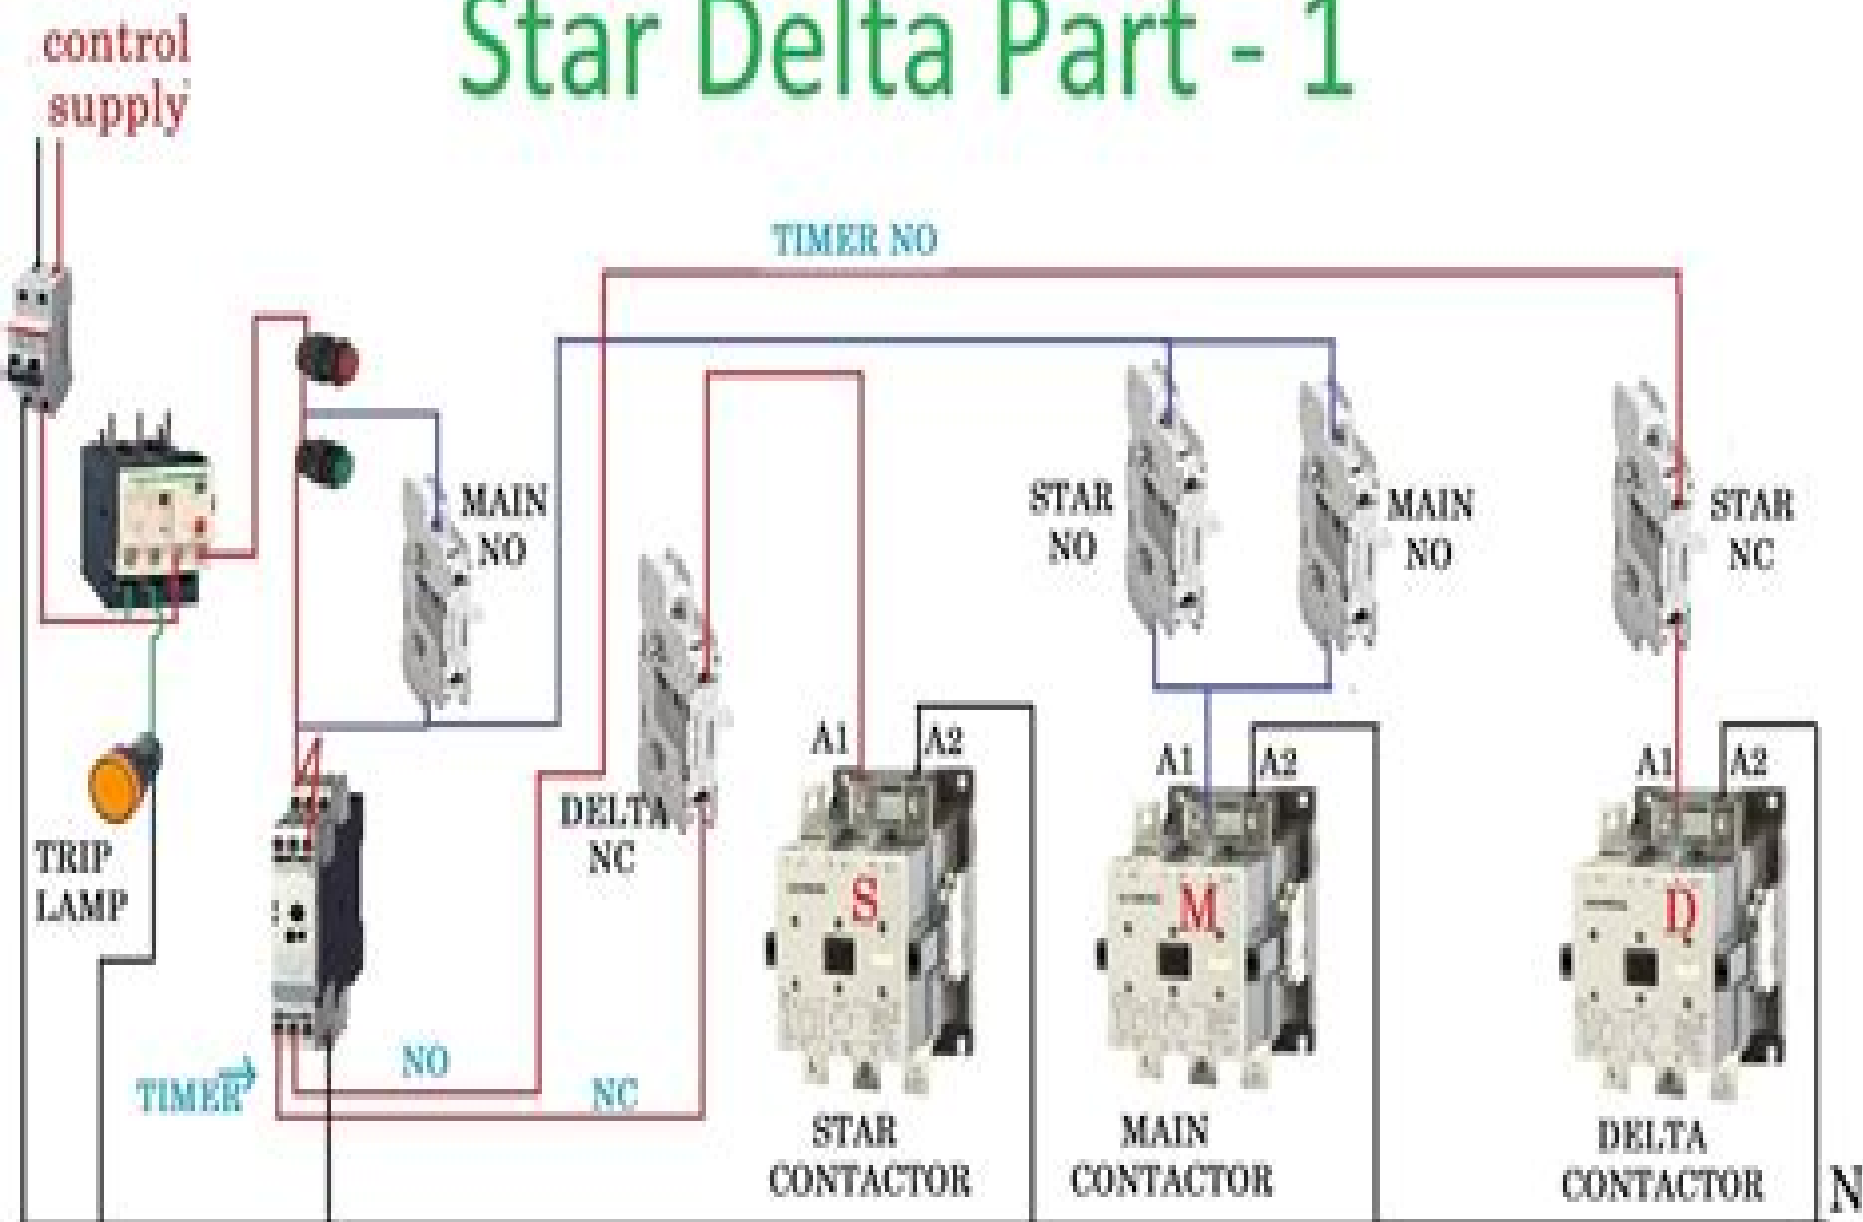 Star Delta Part - 1
control
supply
TIMER NO
MAIN
NO
STAR
NO
MAIN
NO
STAR
NC
A1
A2
A1
A2
A1
A2
DELTA
NC
TRIP
LAMP
S
M
D
NO
TIMER
NC
STAR
CONTACTOR
MAIN
CONTACTOR
DELTA
CONTACTOR
N